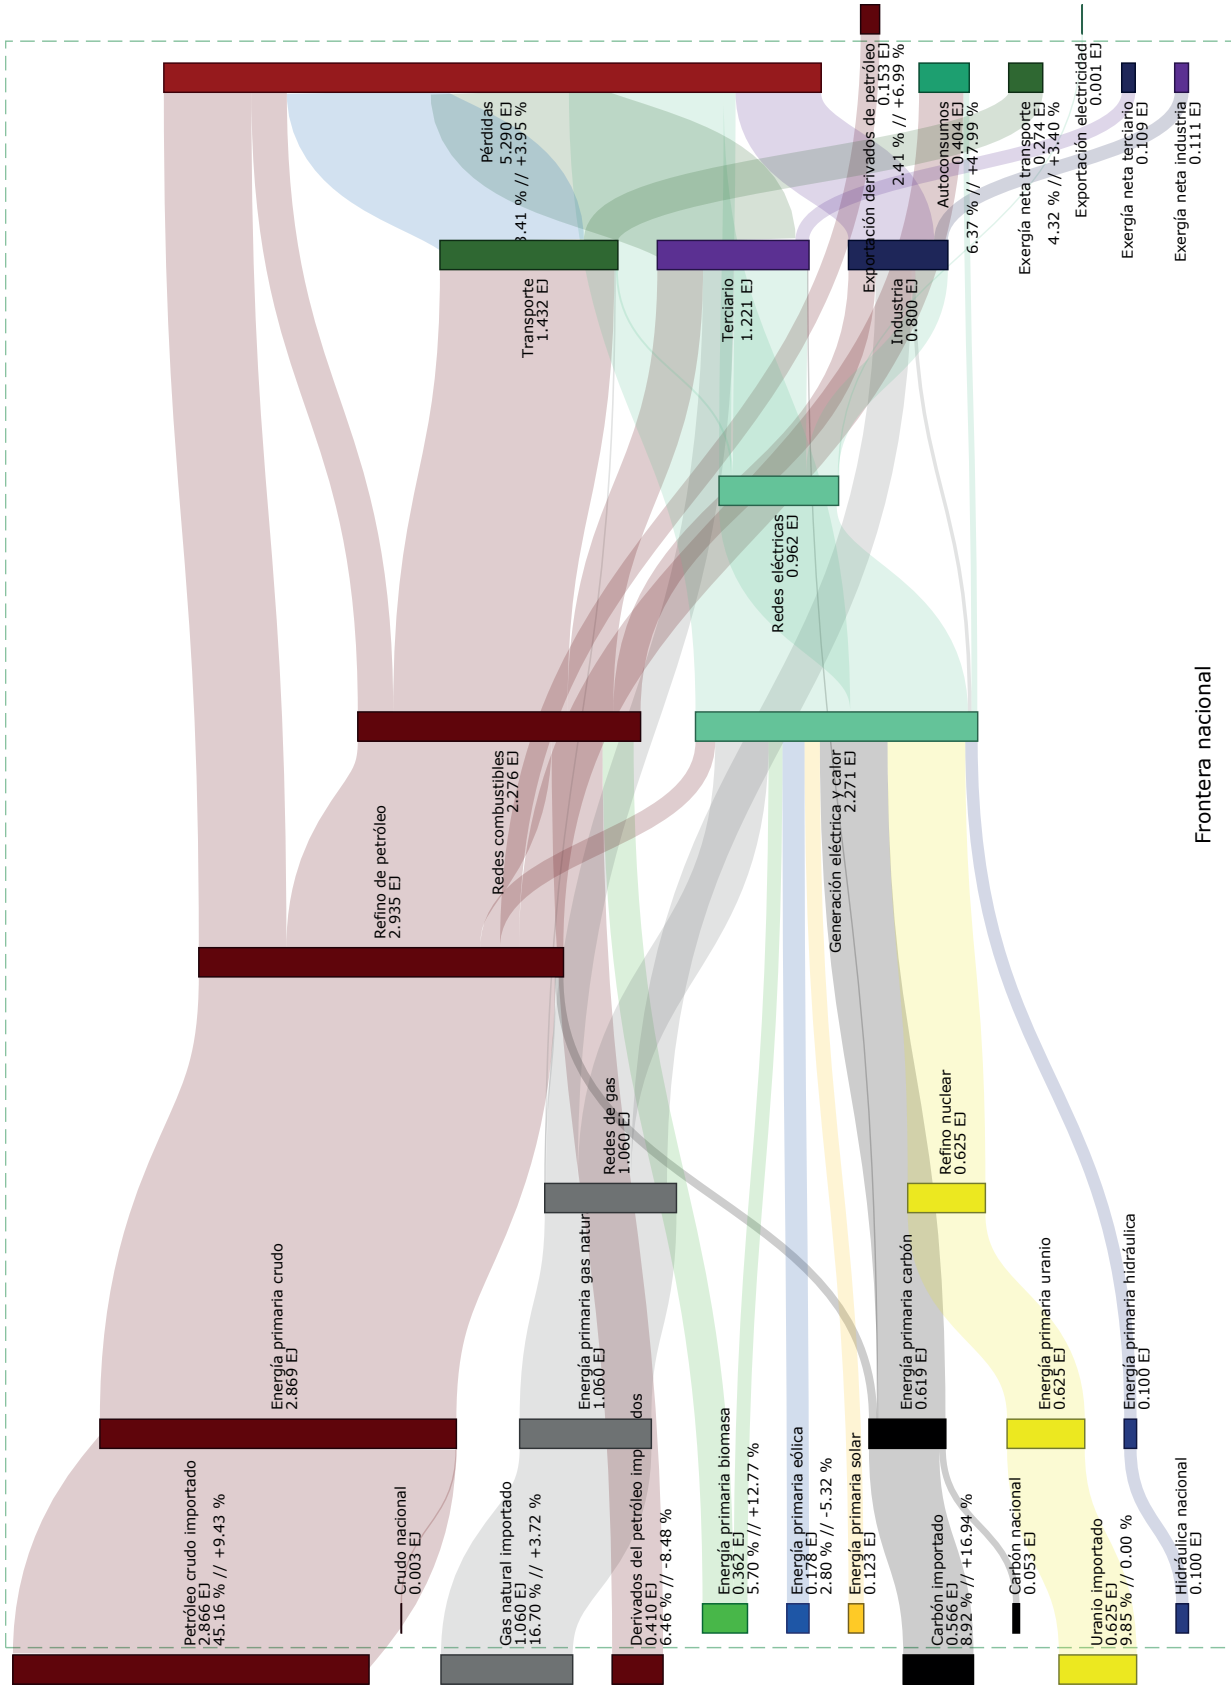 Petróleo crudo importado
2.866 EJ
45.16 % // +9.43 %
Crudo nacional
0.003 EJ
Gas natural importado
1.060 EJ
16.70 % // +3.72 %
Derivados del petróleo imp dos
0.410 EJ
6.46 % // -8.48 %
Energía primaria biomasa
0.362 EJ
5.70 % // +12.77 %
Energía primaria eólica
0.178 EJ
2.80 % // -5.32 %
Energía primaria solar
0.123 EJ
Carbón importado
0.566 EJ
8.92 % // +16.94 %
Carbón nacional
0.053 EJ
Uranio importado
0.625 EJ
9.85 % // 0.00 %
Hidráulica nacional
0.100 EJ
Energía primaria crudo
2.869 EJ
Energía primaria gas natur
1.060 EJ
Energía primaria carbón
0.619 EJ
Energía primaria uranio
0.625 EJ
Energía primaria hidráulica
0.100 EJ
Redes de gas
1.060 EJ
Refino nuclear
0.625 EJ
Refino de petróleo
2.935 EJ
Redes combustibles
2.276 EJ
Generación eléctrica y calor
2.271 EJ
Redes eléctricas
0.962 EJ
Transporte
1.432 EJ
Terciario
1.221 EJ
Industria
0.800 EJ
Pérdidas
5.290 EJ
3.41 % // +3.95 %
Exportación derivados de petróleo
0.153 EJ
2.41 % // +6.99 %
Autoconsumos
0.404 EJ
6.37 % // +47.99 %
Exergía neta transporte
0.274 EJ
4.32 % // +3.40 %
Exportación electricidad
0.001 EJ
Exergía neta terciario
0.109 EJ
Exergía neta industria
0.111 EJ
Frontera nacional